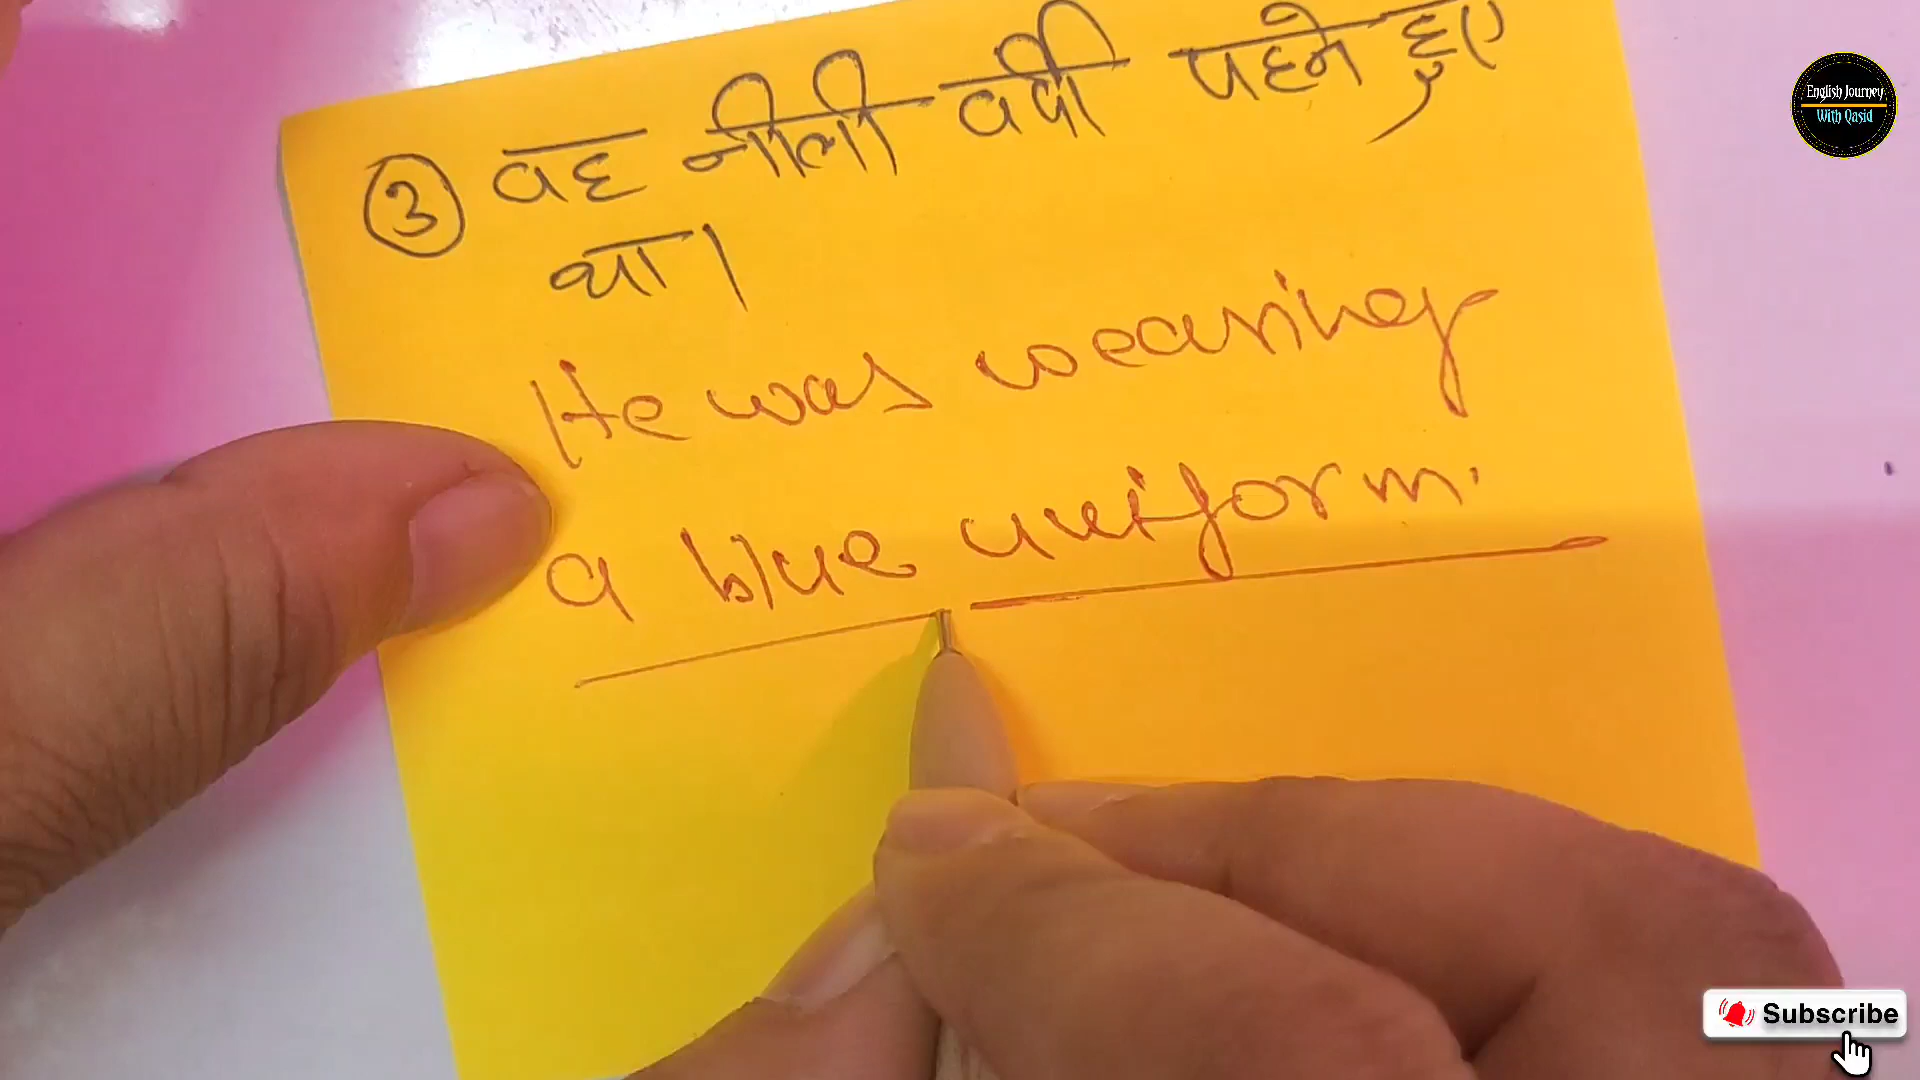 ③ वह नीली वर्दी पहने हुए
था।
He was wearing
a blue uniform.
English Journey
With Qasid
Subscribe